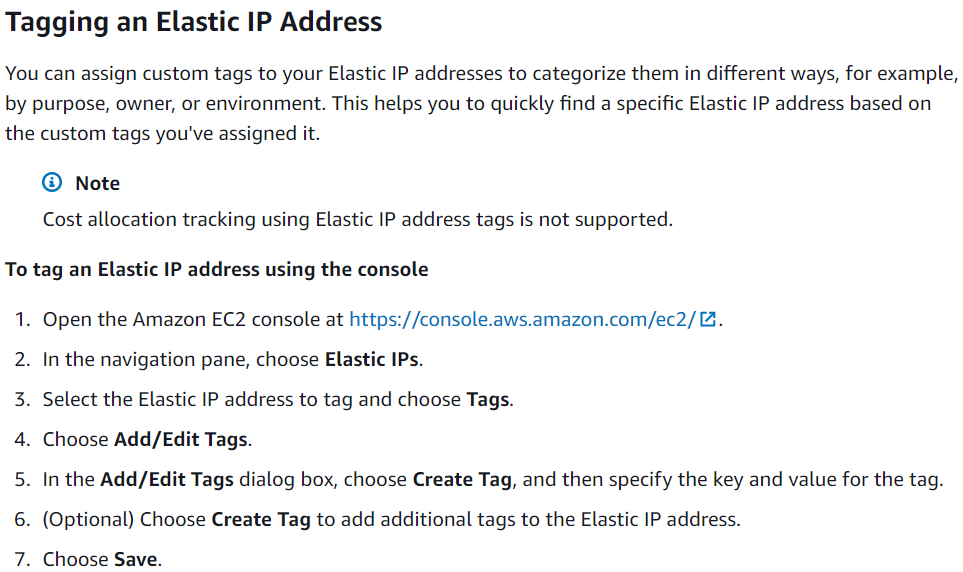 Tagging an Elastic IP Address
You can assign custom tags to your Elastic IP addresses to categorize them in different ways, for example,
by purpose, owner, or environment. This helps you to quickly find a specific Elastic IP address based on
the custom tags you've assigned it.
Note
Cost allocation tracking using Elastic IP address tags is not supported.
To tag an Elastic IP address using the console
1. Open the Amazon EC2 console at https://console.aws.amazon.com/ec2/.
2. In the navigation pane, choose Elastic IPs.
3. Select the Elastic IP address to tag and choose Tags.
4. Choose Add/Edit Tags.
5. In the Add/Edit Tags dialog box, choose Create Tag, and then specify the key and value for the tag.
6. (Optional) Choose Create Tag to add additional tags to the Elastic IP address.
7. Choose Save.